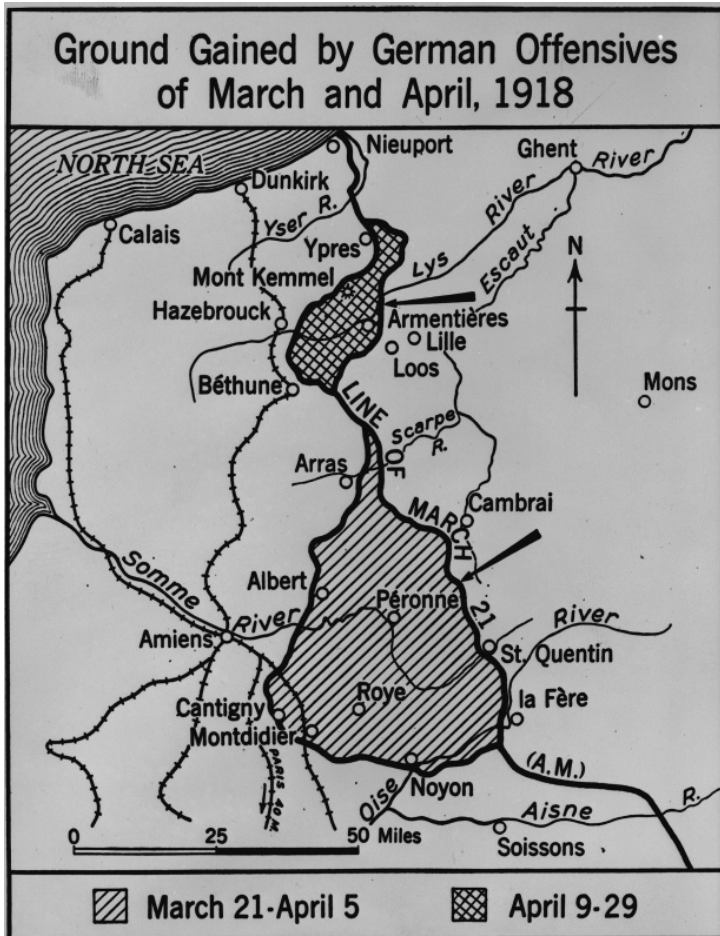 Ground Gained by German Offensives
of March and April, 1918
NORTH SEA
Nieuport
Ghent
River
Dunkirk
Calais
Yser R.
Ypres
Lys River
Escaut
N
Mont Kemmel
Hazebrouck
Armentières
Lille
Loos
Béthune
Mons
LINE OF MARCH 21
Scarpe
R.
Arras
Cambrai
Somme
River
Albert
Péronne
River
Amiens
St. Quentin
Cantigny
Roye
la Fère
Montdidier
PARIS 40 M.
(A.M.)
Noyon
Oise
Aisne
R.
Soissons
0 25 50 Miles
March 21-April 5
April 9-29